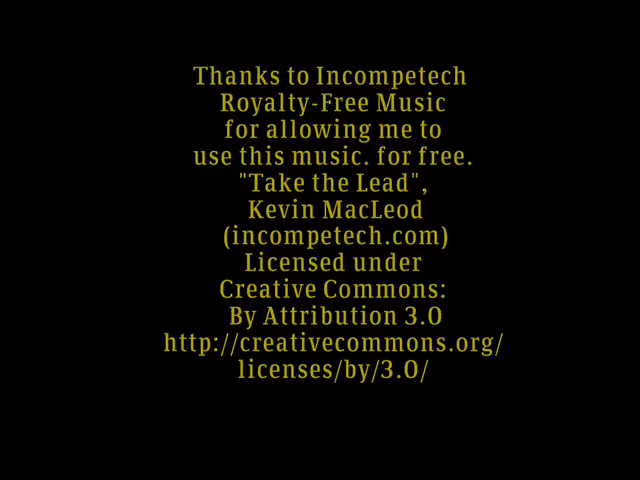 Thanks to Incompetech
Royalty-Free Music
for allowing me to
use this music. for free.
"Take the Lead",
Kevin MacLeod
(incompetech.com)
Licensed under
Creative Commons:
By Attribution 3.0
http://creativecommons.org/
licenses/by/3.0/